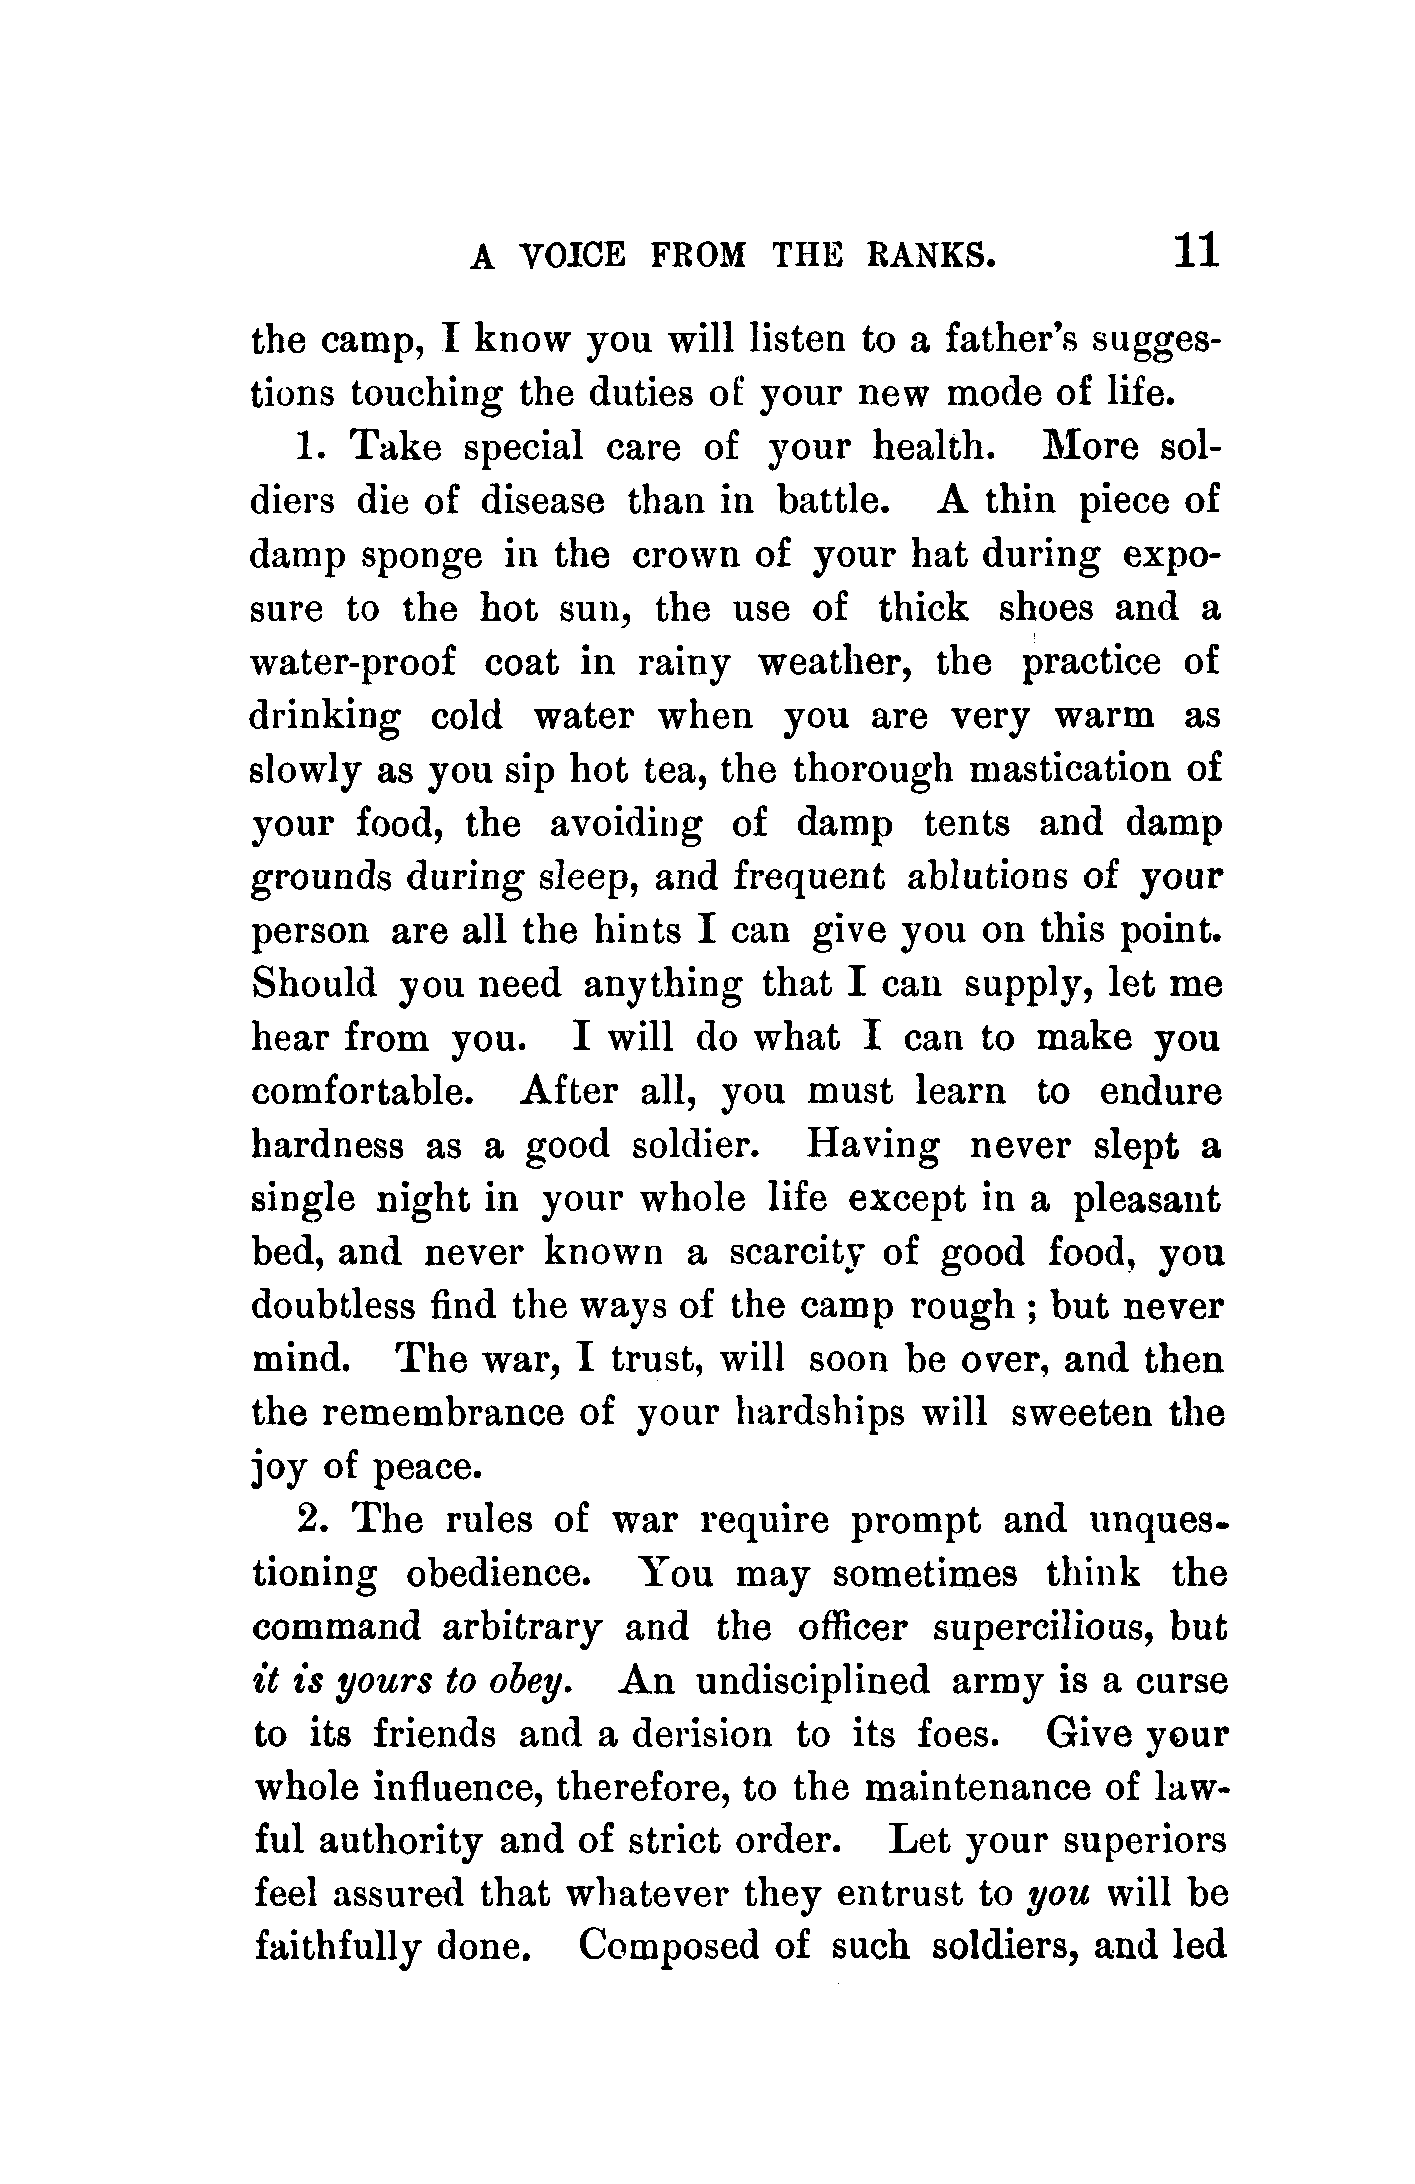 A VOICE FROM THE RANKS. 11
the camp, I know you will listen to a father's sugges-
tions touching the duties of your new mode of life.
1. Take special care of your health. More sol-
diers die of disease than in battle. A thin piece of
damp sponge in the crown of your hat during expo-
sure to the hot sun, the use of thick shoes and a
water-proof coat in rainy weather, the practice of
drinking cold water when you are very warm as
slowly as you sip hot tea, the thorough mastication of
your food, the avoiding of damp tents and damp
grounds during sleep, and frequent ablutions of your
person are all the hints I can give you on this point.
Should you need anything that I can supply, let me
hear from you. I will do what I can to make you
comfortable. After all, you must learn to endure
hardness as a good soldier. Having never slept a
single night in your whole life except in a pleasant
bed, and never known a scarcity of good food, you
doubtless find the ways of the camp rough ; but never
mind. The war, I trust, will soon be over, and then
the remembrance of your hardships will sweeten the
joy of peace.
2. The rules of war require prompt and unques-
tioning obedience. You may sometimes think the
command arbitrary and the officer supercilious, but
it is yours to obey. An undisciplined army is a curse
to its friends and a derision to its foes. Give your
whole influence, therefore, to the maintenance of law-
ful authority and of strict order. Let your superiors
feel assured that whatever they entrust to you will be
faithfully done. Composed of such soldiers, and led